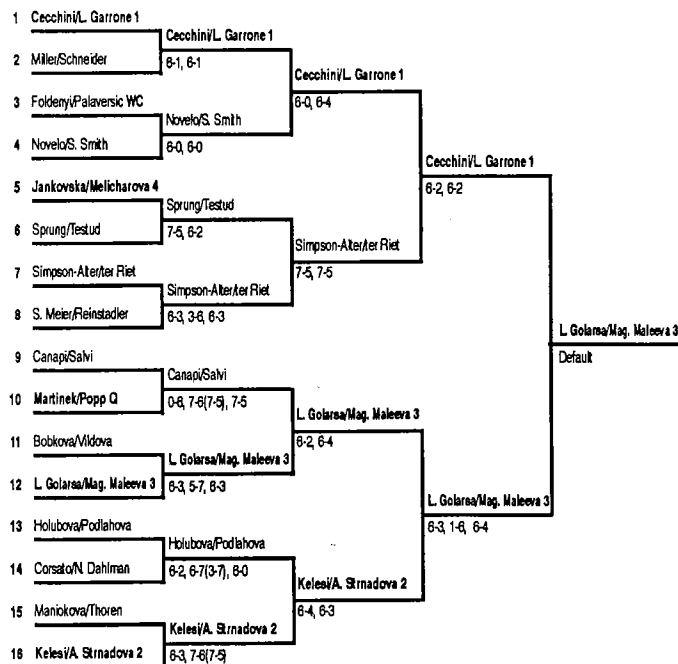 1 Cecchini/L. Garrone 1
Cecchini/L. Garrone 1
2 Miller/Schneider
6-1, 6-1
Cecchini/L. Garrone 1
6-0, 6-4
3 Foldenyi/Palaversic WC
Novelo/S. Smith
4 Novelo/S. Smith
6-0, 6-0
Cecchini/L. Garrone 1
6-2, 6-2
5 Jankovska/Melicharova 4
Sprung/Testud
6 Sprung/Testud
7-5, 6-2
Simpson-Alter/ter Riet
7-5, 7-5
7 Simpson-Alter/ter Riet
Simpson-Alter/ter Riet
8 S. Meier/Reinstadler
6-3, 3-6, 6-3
L. Golarsa/Mag. Maleeva 3
Default
9 Canapi/Salvi
Canapi/Salvi
10 Martinek/Popp Q
0-6, 7-6(7-5), 7-5
L. Golarsa/Mag. Maleeva 3
6-2, 6-4
11 Bobkova/Vildova
L. Golarsa/Mag. Maleeva 3
12 L. Golarsa/Mag. Maleeva 3
6-3, 5-7, 6-3
L. Golarsa/Mag. Maleeva 3
6-3, 1-6, 6-4
13 Holubova/Podlahova
Holubova/Podlahova
14 Corsato/N. Dahlman
6-2, 6-7(3-7), 6-0
Kelesi/A. Strnadova 2
6-4, 6-3
15 Maniokova/Thoren
Kelesi/A. Strnadova 2
16 Kelesi/A. Strnadova 2
6-3, 7-6(7-5)